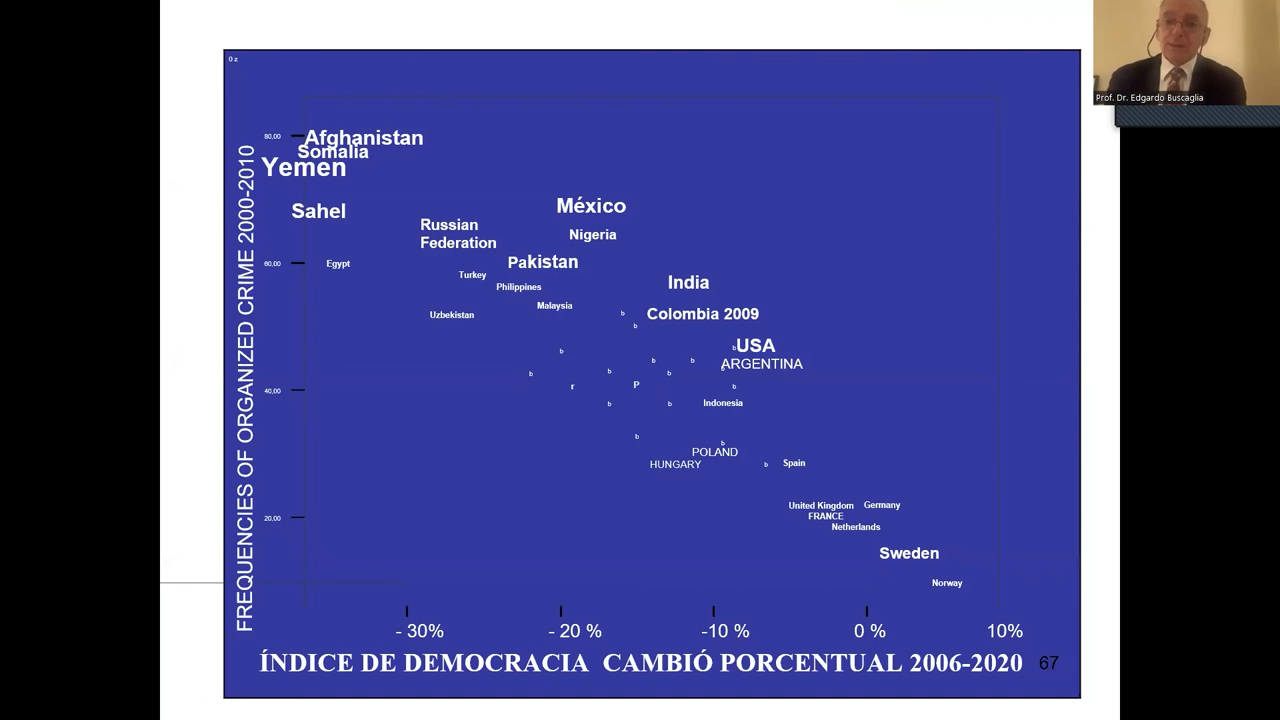 Prof. Dr. Edgardo Buscaglia
0 z
FREQUENCIES OF ORGANIZED CRIME 2000-2010
80,00
Afghanistan
Somalia
Yemen
Sahel
México
Russian
Federation
Nigeria
60,00
Egypt
Pakistan
Turkey
India
Philippines
Malaysia
Uzbekistan
b
Colombia 2009
b
b
USA
b
b
b
ARGENTINA
b
b
b
b
40,00
r
P
b
b
b
Indonesia
b
b
POLAND
HUNGARY
b
Spain
20,00
United Kingdom
Germany
FRANCE
Netherlands
Sweden
Norway
- 30%
- 20 %
-10 %
0 %
10%
ÍNDICE DE DEMOCRACIA CAMBIÓ PORCENTUAL 2006-2020
67